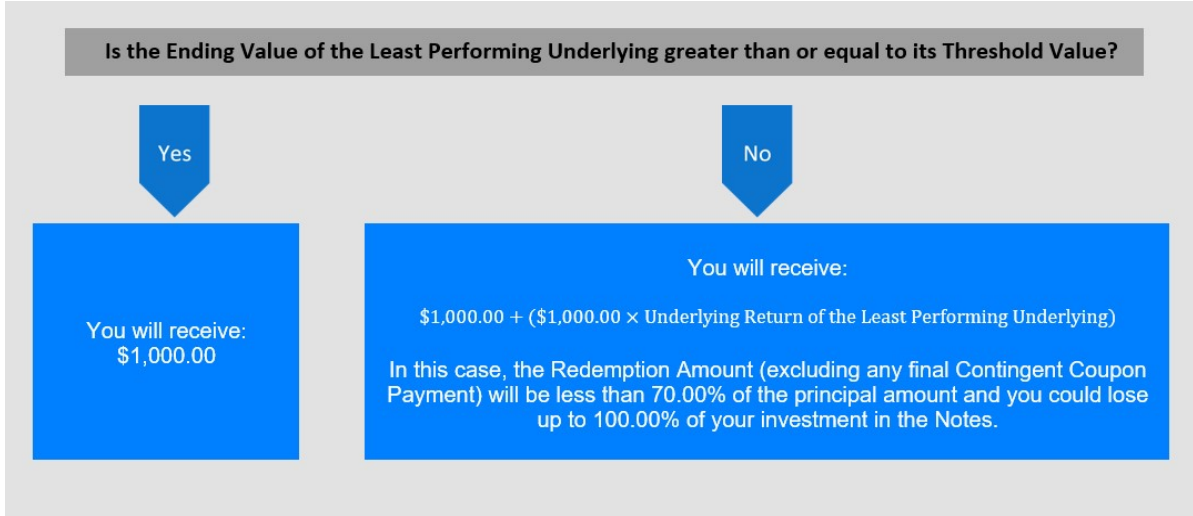 Is the Ending Value of the Least Performing Underlying greater than or equal to its Threshold Value?
Yes
No
You will receive:
$1,000.00
You will receive:
$1,000.00 + ($1,000.00 × Underlying Return of the Least Performing Underlying)
In this case, the Redemption Amount (excluding any final Contingent Coupon
Payment) will be less than 70.00% of the principal amount and you could lose
up to 100.00% of your investment in the Notes.